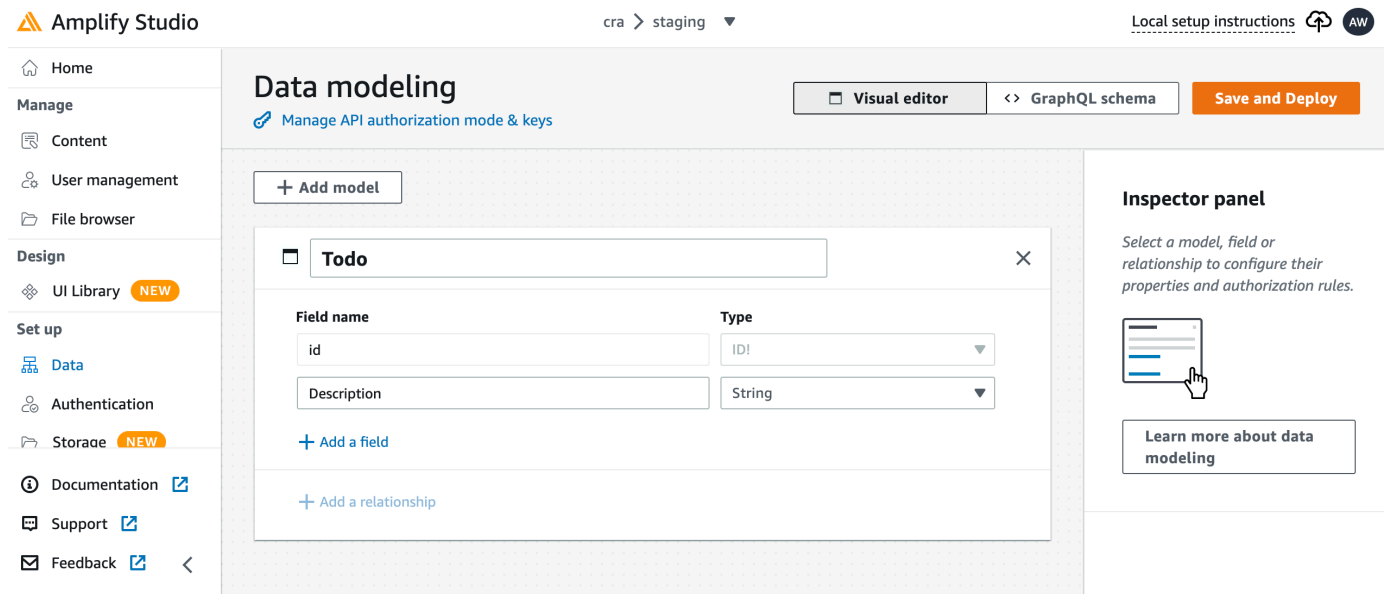 Amplify Studio
cra > staging
Local setup instructions
AW
Home
Manage
Content
User management
File browser
Design
UI Library NEW
Set up
Data
Authentication
Storage NEW
Documentation
Support
Feedback
Data modeling
Manage API authorization mode & keys
Visual editor
<> GraphQL schema
Save and Deploy
+ Add model
Todo
Field name Type
id ID!
Description String
+ Add a field
+ Add a relationship
Inspector panel
Select a model, field or
relationship to configure their
properties and authorization rules.
Learn more about data
modeling